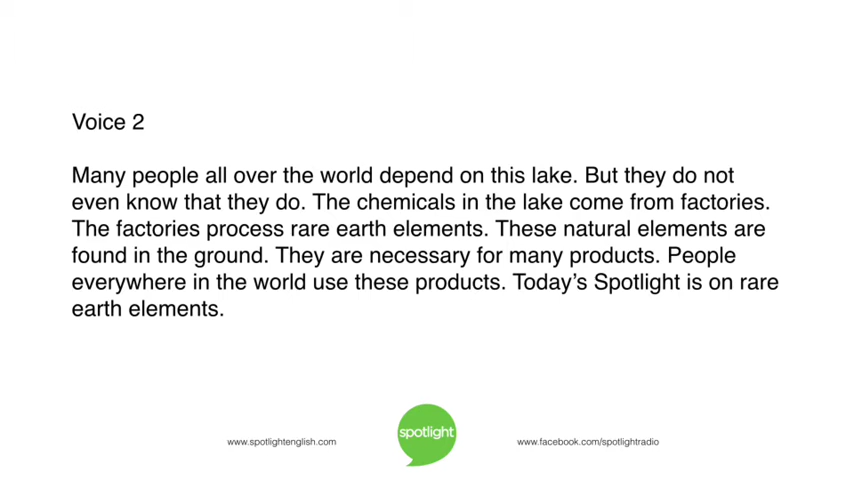 Voice 2
Many people all over the world depend on this lake. But they do not
even know that they do. The chemicals in the lake come from factories.
The factories process rare earth elements. These natural elements are
found in the ground. They are necessary for many products. People
everywhere in the world use these products. Today's Spotlight is on rare
earth elements.
www.spotlightenglish.com
spotlight
www.facebook.com/spotlightradio